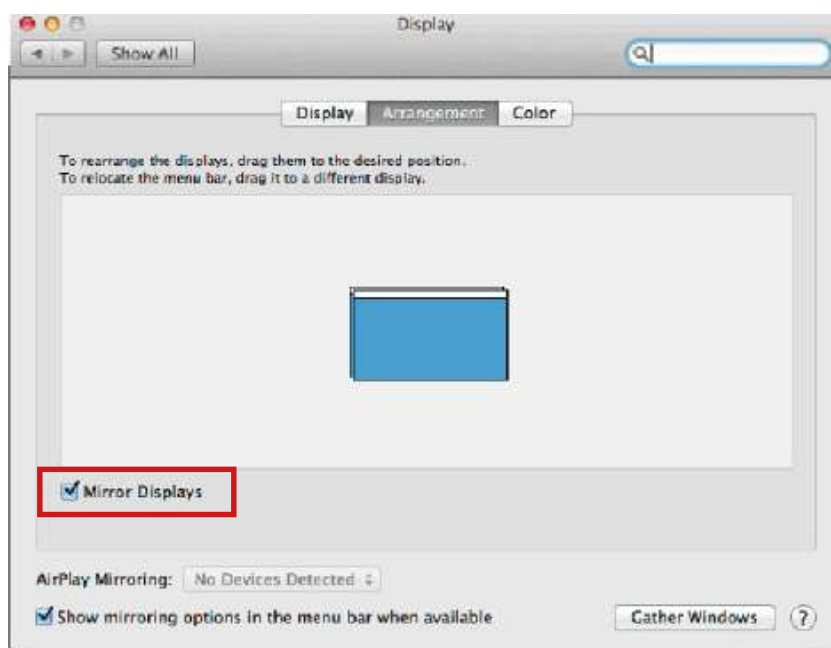 Display
Show All
Display Arrangement Color
To rearrange the displays, drag them to the desired position.
To relocate the menu bar, drag it to a different display.
Mirror Displays
AirPlay Mirroring: No Devices Detected
Show mirroring options in the menu bar when available
Gather Windows ?